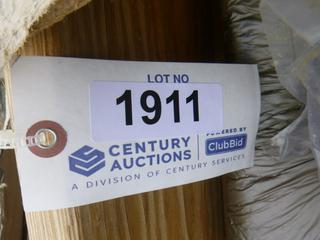 LOT NO
1911
CENTURY
AUCTIONS
POWERED BY
ClubBid
A DIVISION OF CENTURY SERVICES